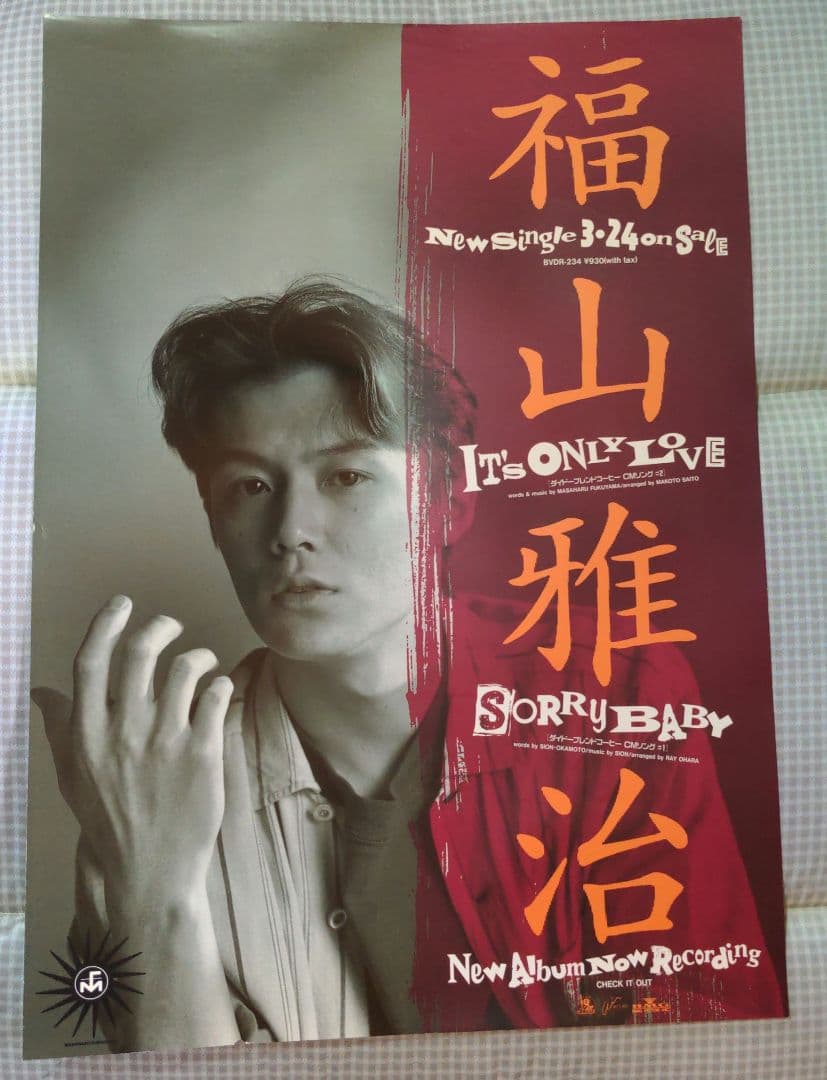 福
New Single 3・24 on Sale
BVDR-234 ¥930(with tax)
山
IT's ONLY LOVE
[ダイドーブレンドコーヒー CMソング #2]
words & music by MASAHARU FUKUYAMA/arranged by MAKOTO SAITO
雅
SORRY BABY
[ダイドーブレンドコーヒー CMソング #1]
words by SION-OKAMOTO/music by SION/arranged by RAY OHARA
治
New Album Now Recording
CHECK IT OUT
FM